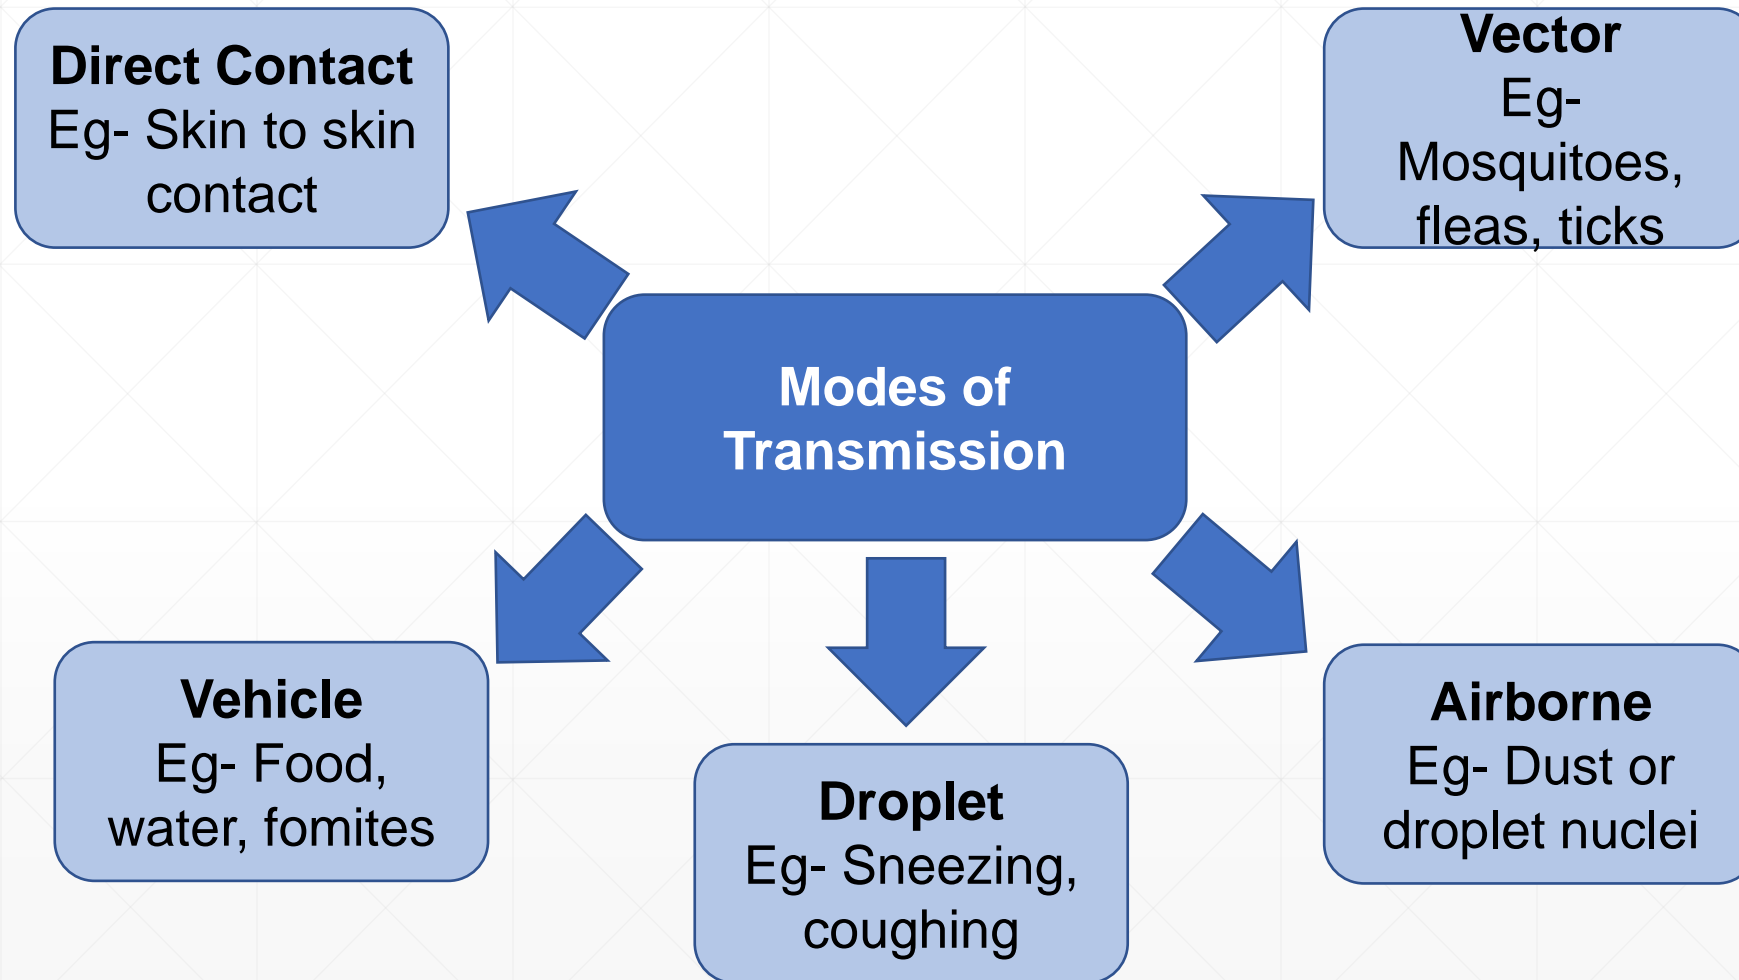 Direct Contact
Eg- Skin to skin
contact
Vector
Eg-
Mosquitoes,
fleas, ticks
Modes of
Transmission
Vehicle
Eg- Food,
water, fomites
Droplet
Eg- Sneezing,
coughing
Airborne
Eg- Dust or
droplet nuclei